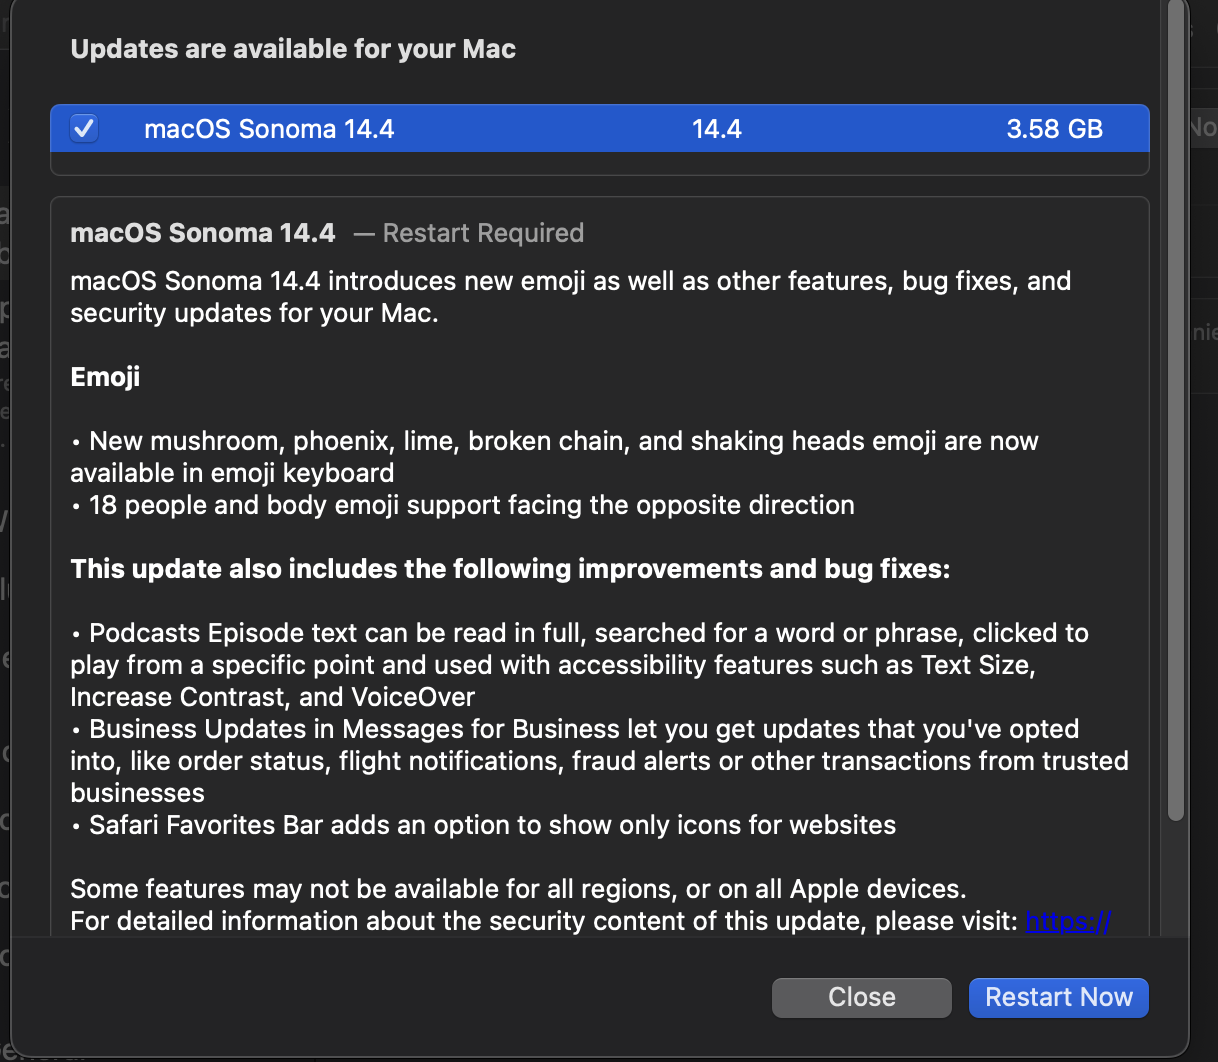 Updates are available for your Mac
macOS Sonoma 14.4 14.4 3.58 GB
macOS Sonoma 14.4 — Restart Required
macOS Sonoma 14.4 introduces new emoji as well as other features, bug fixes, and
security updates for your Mac.
Emoji
• New mushroom, phoenix, lime, broken chain, and shaking heads emoji are now
available in emoji keyboard
• 18 people and body emoji support facing the opposite direction
This update also includes the following improvements and bug fixes:
• Podcasts Episode text can be read in full, searched for a word or phrase, clicked to
play from a specific point and used with accessibility features such as Text Size,
Increase Contrast, and VoiceOver
• Business Updates in Messages for Business let you get updates that you've opted
into, like order status, flight notifications, fraud alerts or other transactions from trusted
businesses
• Safari Favorites Bar adds an option to show only icons for websites
Some features may not be available for all regions, or on all Apple devices.
For detailed information about the security content of this update, please visit: https://
Close Restart Now